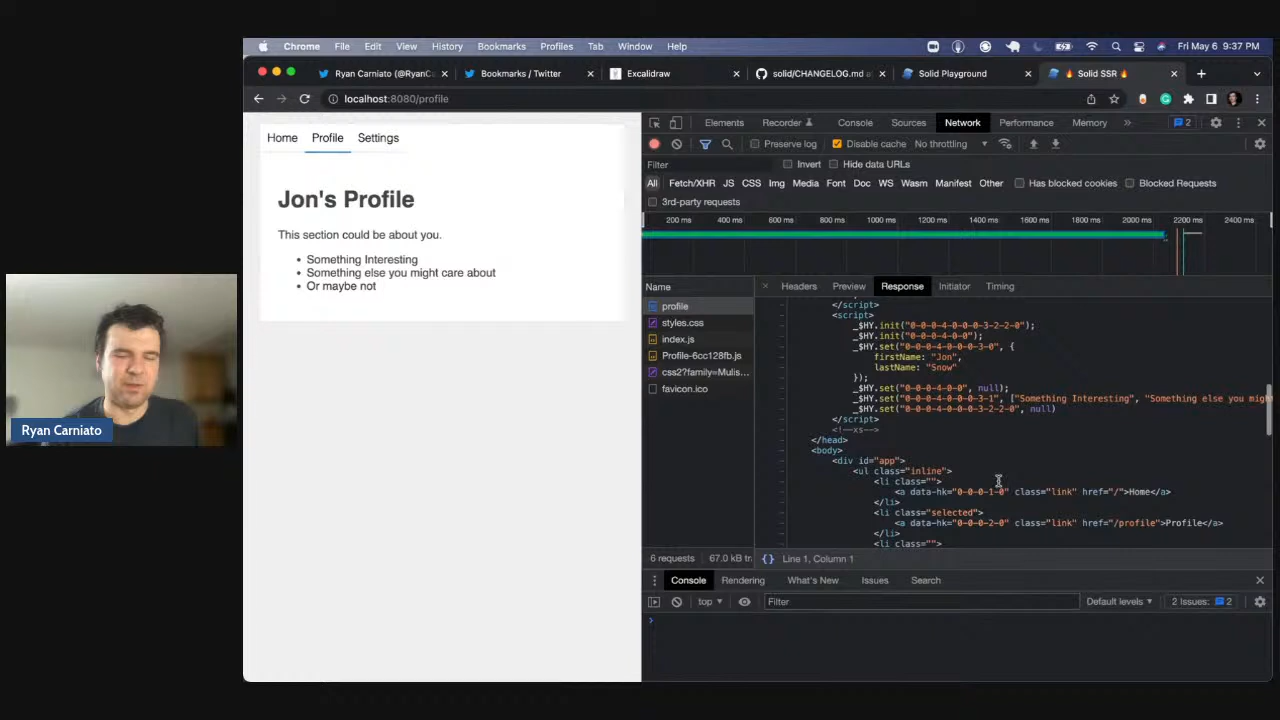 Chrome File Edit View History Bookmarks Profiles Tab Window Help Fri May 6 9:37 PM
Ryan Carniato (@RyanCa Bookmarks / Twitter Excalidraw solid/CHANGELOG.md a Solid Playground Solid SSR
localhost:8080/profile
Home Profile Settings
Jon's Profile
This section could be about you.
• Something Interesting
• Something else you might care about
• Or maybe not
Ryan Carniato
Elements Recorder Console Sources Network Performance Memory » 2
Preserve log Disable cache No throttling
Filter Invert Hide data URLs
All Fetch/XHR JS CSS Img Media Font Doc WS Wasm Manifest Other Has blocked cookies Blocked Requests
3rd-party requests
200 ms 400 ms 600 ms 800 ms 1000 ms 1200 ms 1400 ms 1600 ms 1800 ms 2000 ms 2200 ms 2400 ms
Name Headers Preview Response Initiator Timing
profile
styles.css
index.js
Profile-6cc128fb.js
css2?family=Mulis...
favicon.ico
</script>
<script>
_$HY.init("0-0-0-4-0-0-0-3-2-2-0");
_$HY.init("0-0-0-4-0-0");
_$HY.set("0-0-0-4-0-0-0-3-0", {
firstName: "Jon",
lastName: "Snow"
});
_$HY.set("0-0-0-4-0-0", null);
_$HY.set("0-0-0-4-0-0-0-3-1", ["Something Interesting", "Something else you migh
_$HY.set("0-0-0-4-0-0-0-3-2-2-0", null)
</script>
<!--xs-->
</head>
<body>
<div id="app">
<ul class="inline">
<li class="">
<a data-hk="0-0-0-1-0" class="link" href="/">Home</a>
</li>
<li class="selected">
<a data-hk="0-0-0-2-0" class="link" href="/profile">Profile</a>
</li>
<li class="">
6 requests 67.0 kB tr {} Line 1, Column 1
Console Rendering What's New Issues Search
top Filter Default levels 2 Issues: 2